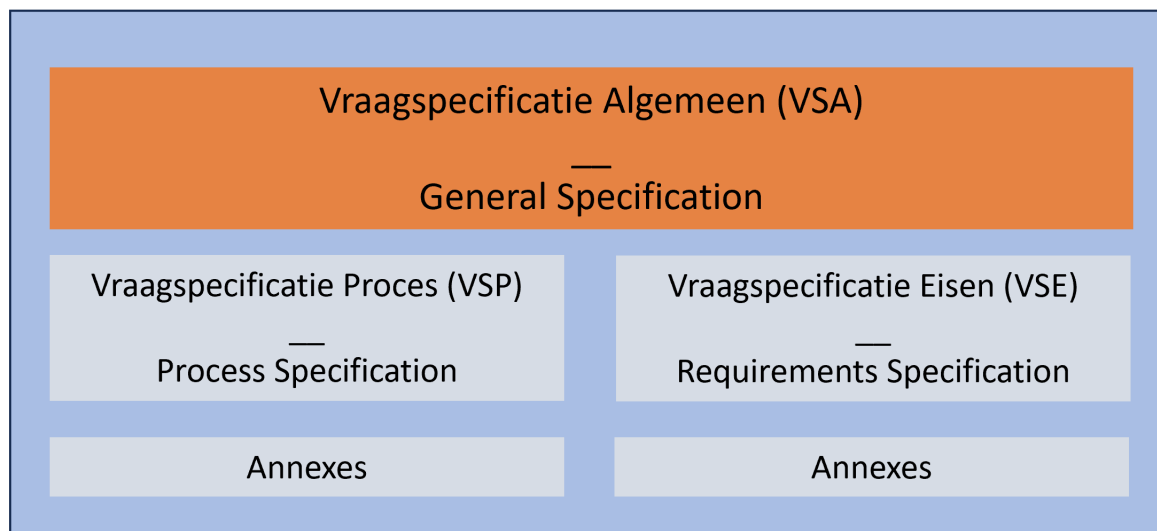 Vraagspecificatie Algemeen (VSA)
__
General Specification
Vraagspecificatie Proces (VSP)
__
Process Specification
Vraagspecificatie Eisen (VSE)
__
Requirements Specification
Annexes
Annexes